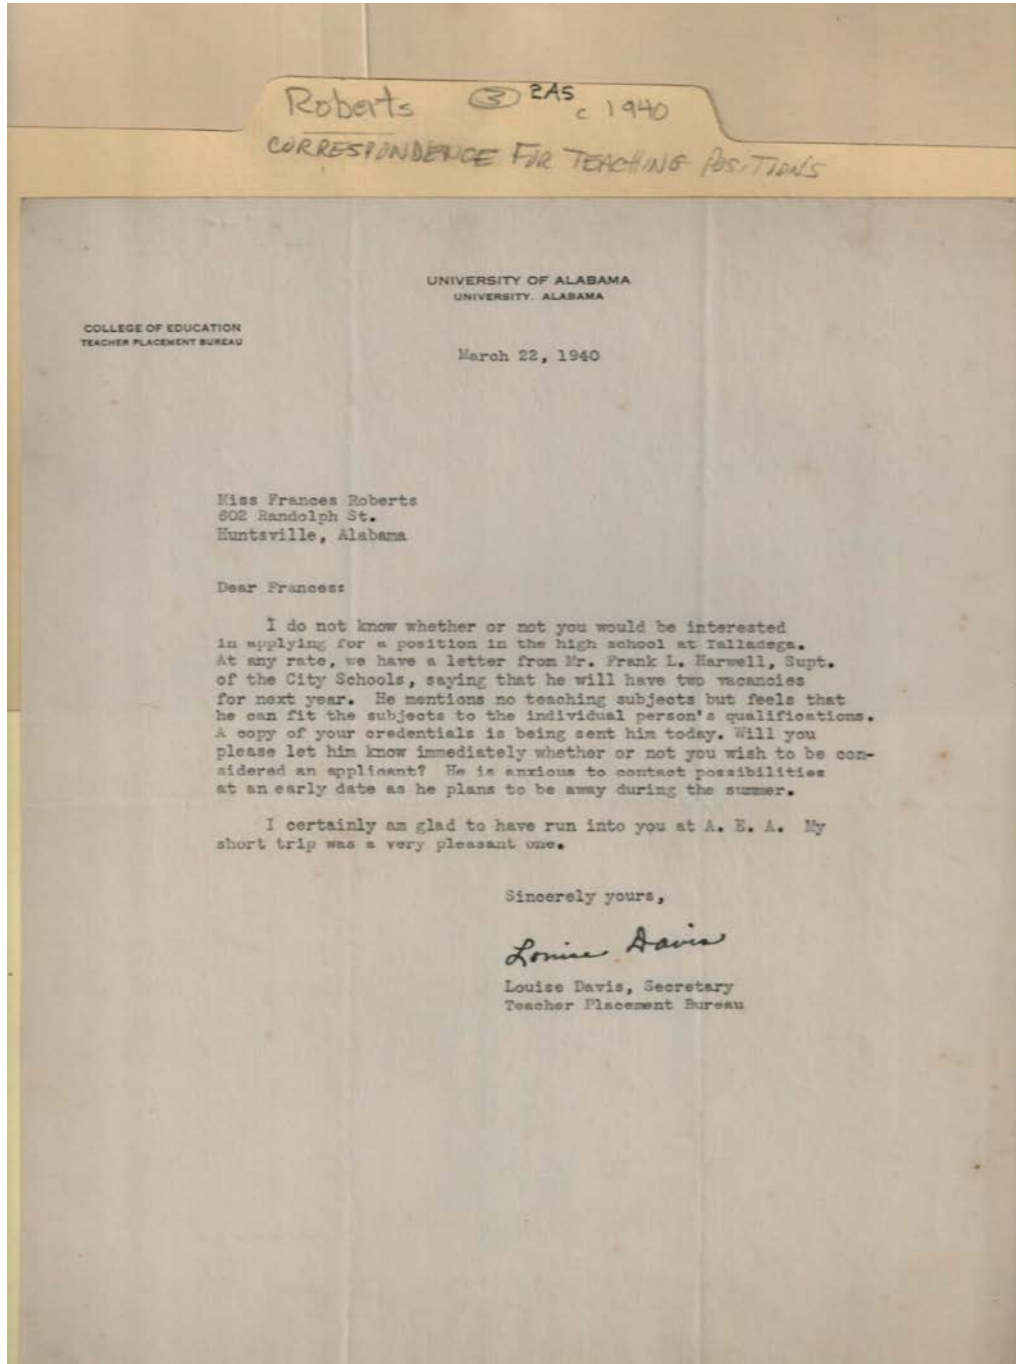 Roberts ③ 2A5 c 1940
CORRESPONDENCE FOR TEACHING POSITIONS
UNIVERSITY OF ALABAMA
UNIVERSITY, ALABAMA
COLLEGE OF EDUCATION
TEACHER PLACEMENT BUREAU
March 22, 1940
Miss Frances Roberts
602 Randolph St.
Huntsville, Alabama
Dear Frances:
I do not know whether or not you would be interested
in applying for a position in the high school at Talladega.
At any rate, we have a letter from Mr. Frank L. Harwell, Supt.
of the City Schools, saying that he will have two vacancies
for next year. He mentions no teaching subjects but feels that
he can fit the subjects to the individual person's qualifications.
A copy of your credentials is being sent him today. Will you
please let him know immediately whether or not you wish to be con-
sidered an applicant? He is anxious to contact possibilities
at an early date as he plans to be away during the summer.
I certainly am glad to have run into you at A. E. A. My
short trip was a very pleasant one.
Sincerely yours,
Louise Davis
Louise Davis, Secretary
Teacher Placement Bureau